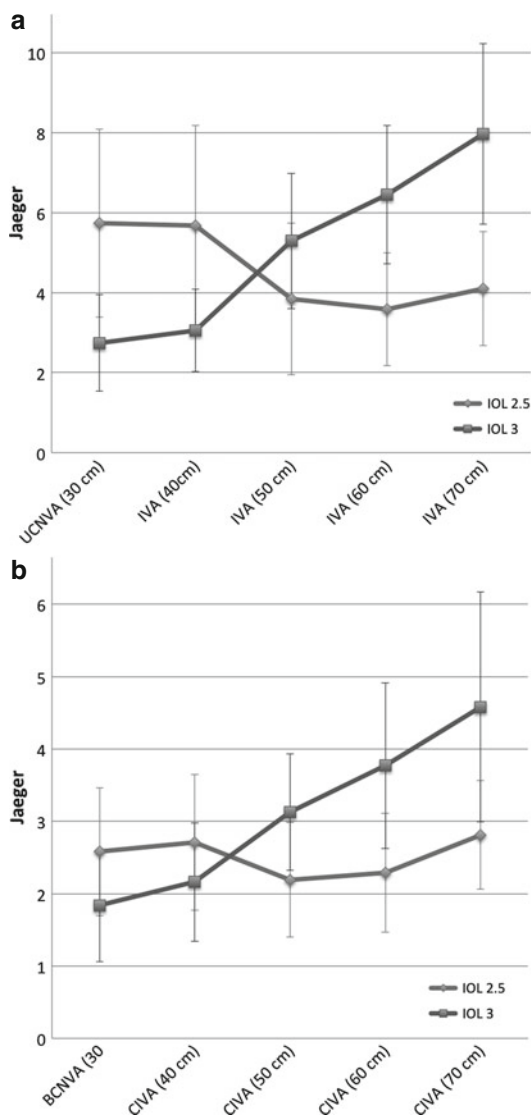 a
10
8
6
4
2
0
Jaeger
IOL 2.5
IOL 3
UCNVA (30 cm)
IVA (40cm)
IVA (50 cm)
IVA (60 cm)
IVA (70 cm)
b
6
5
4
3
2
1
0
Jaeger
IOL 2.5
IOL 3
BCNVA (30
CIVA (40 cm)
CIVA (50 cm)
CIVA (60 cm)
CIVA (70 cm)